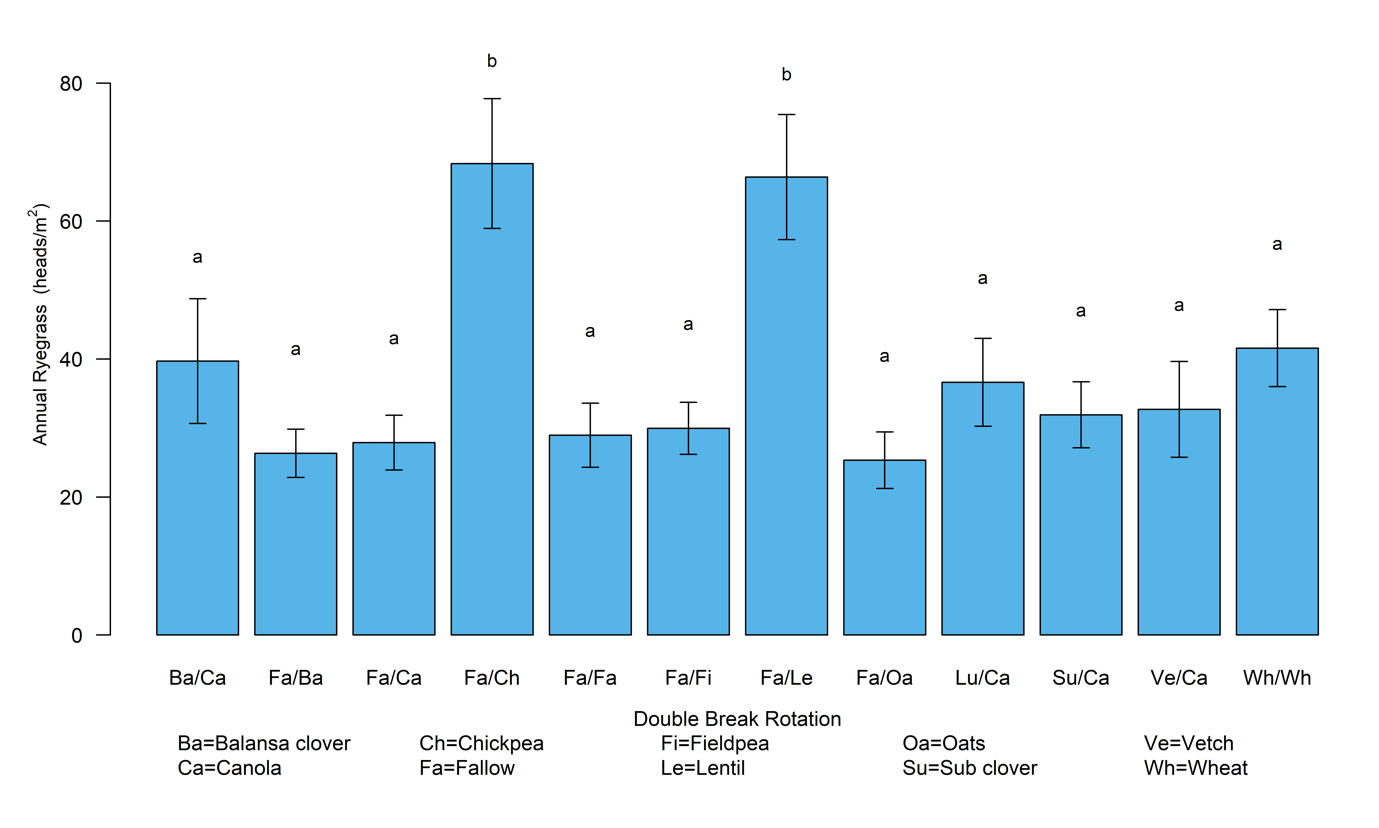 b
b
80
a
a
60
a
a
a
a
a
a
a
a
40
20
0
Annual Ryegrass (heads/m²)
Ba/Ca Fa/Ba Fa/Ca Fa/Ch Fa/Fa Fa/Fi Fa/Le Fa/Oa Lu/Ca Su/Ca Ve/Ca Wh/Wh
Double Break Rotation
Ba=Balansa clover Ch=Chickpea Fi=Fieldpea Oa=Oats Ve=Vetch
Ca=Canola Fa=Fallow Le=Lentil Su=Sub clover Wh=Wheat